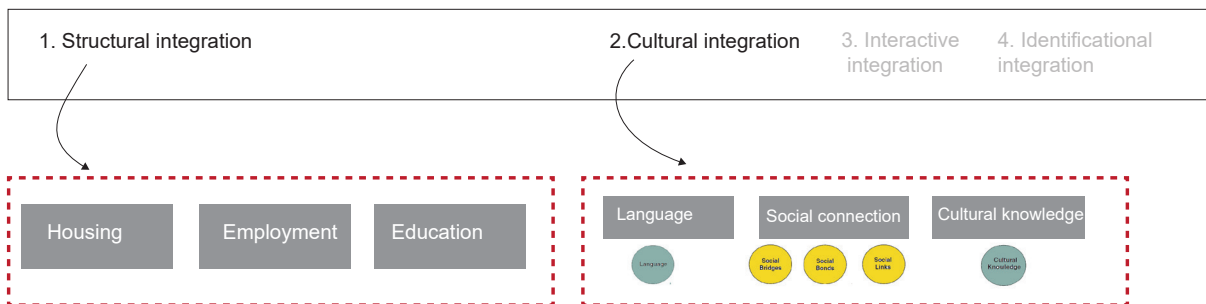 1. Structural integration
2.Cultural integration
3. Interactive
integration
4. Identificational
integration
Housing
Employment
Education
Language
Social connection
Cultural knowledge
Language
Social
Bridges
Social
Bonds
Social
Links
Cultural
Knowledge